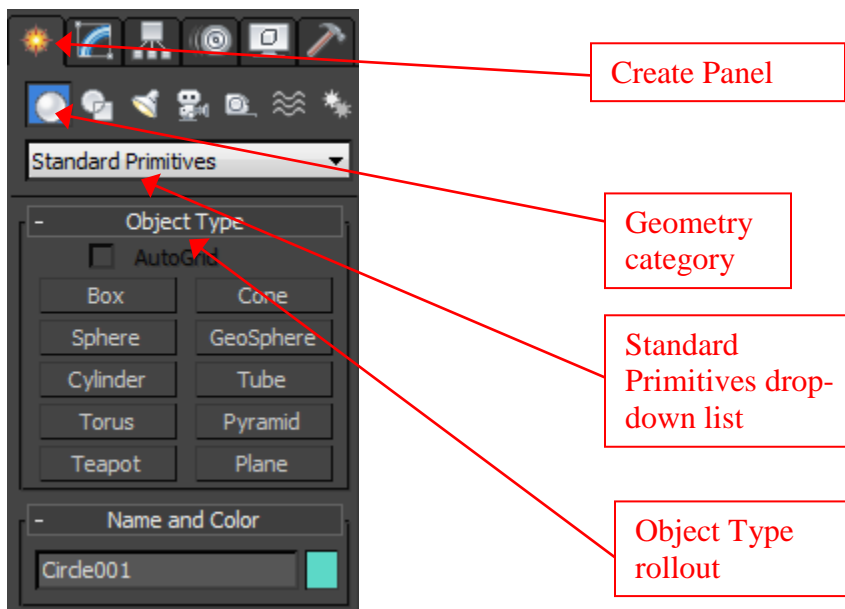 Create Panel
Standard Primitives
Object Type
AutoGrid
Box Cone
Sphere GeoSphere
Cylinder Tube
Torus Pyramid
Teapot Plane
Name and Color
Circle001
Geometry
category
Standard
Primitives drop-
down list
Object Type
rollout